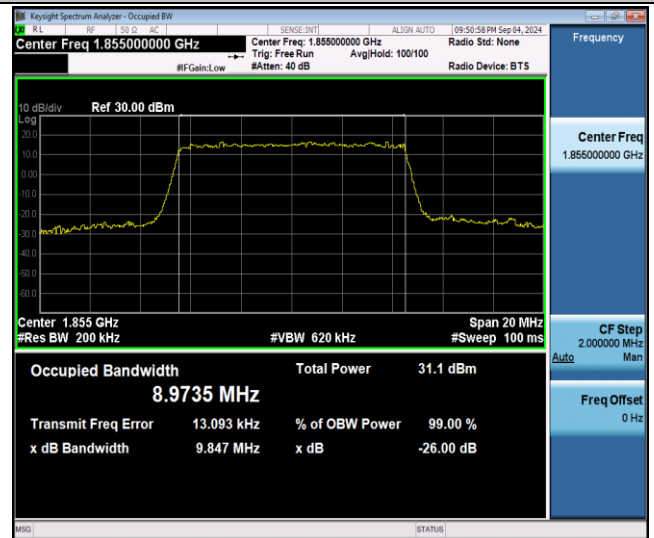 Keysight Spectrum Analyzer - Occupied BW
RL RF 50 Ω AC SENSE:INT ALIGN AUTO 09:50:58 PM Sep 04, 2024
Center Freq 1.855000000 GHz Center Freq: 1.855000000 GHz Radio Std: None
Trig: Free Run Avg|Hold: 100/100
#IFGain:Low #Atten: 40 dB Radio Device: BTS
Frequency
10 dB/div Ref 30.00 dBm
Log
20.0
10.0
0.00
-10.0
-20.0
-30.0
-40.0
-50.0
-60.0
Center Freq
1.855000000 GHz
Center 1.855 GHz Span 20 MHz
#Res BW 200 kHz #VBW 620 kHz #Sweep 100 ms
CF Step
2.000000 MHz
Auto Man
Occupied Bandwidth Total Power 31.1 dBm
8.9735 MHz
Transmit Freq Error 13.093 kHz % of OBW Power 99.00 %
x dB Bandwidth 9.847 MHz x dB -26.00 dB
Freq Offset
0 Hz
MSG STATUS